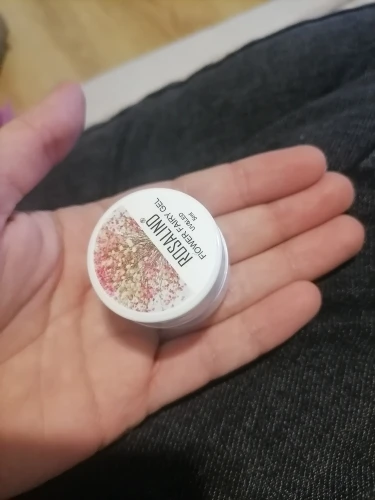 ROSALIND®
FlOWER FAIRY GEL
UV/LED
5ml